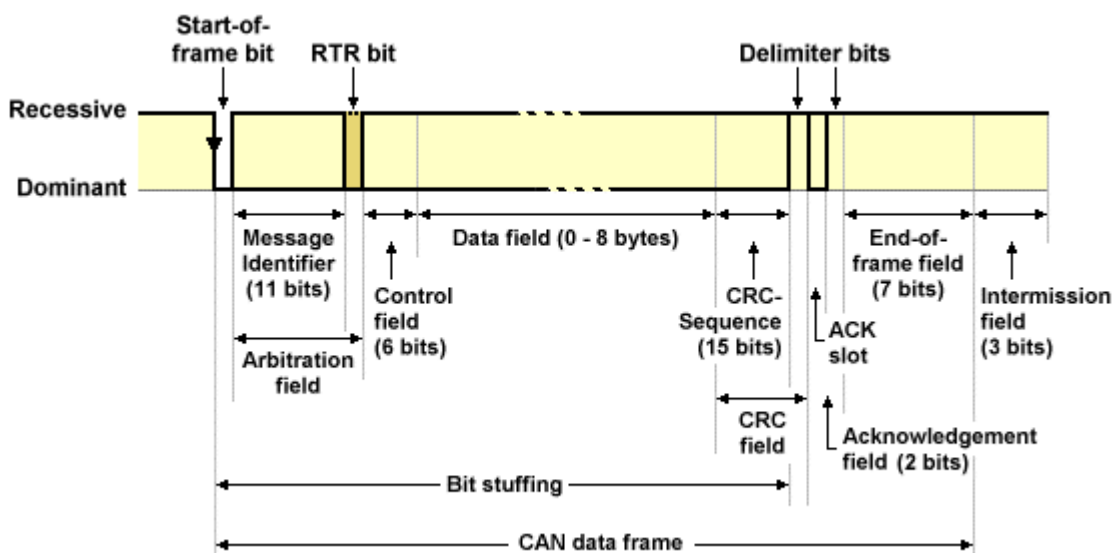 Start-of-
frame bit
RTR bit
Delimiter bits
Recessive
Dominant
Message
Identifier
(11 bits)
Control
field
(6 bits)
Data field (0 - 8 bytes)
CRC-
Sequence
(15 bits)
ACK
slot
End-of-
frame field
(7 bits)
Intermission
field
(3 bits)
Arbitration
field
CRC
field
Acknowledgement
field (2 bits)
Bit stuffing
CAN data frame